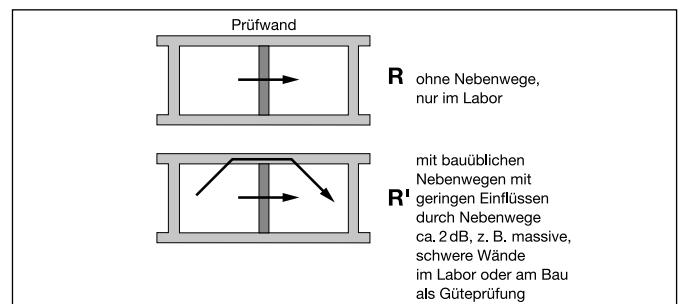 Prüfwand
R ohne Nebenwege,
nur im Labor
mit bauüblichen
Nebenwegen mit
R' geringen Einflüssen
durch Nebenwege
ca. 2 dB, z. B. massive,
schwere Wände
im Labor oder am Bau
als Güteprüfung